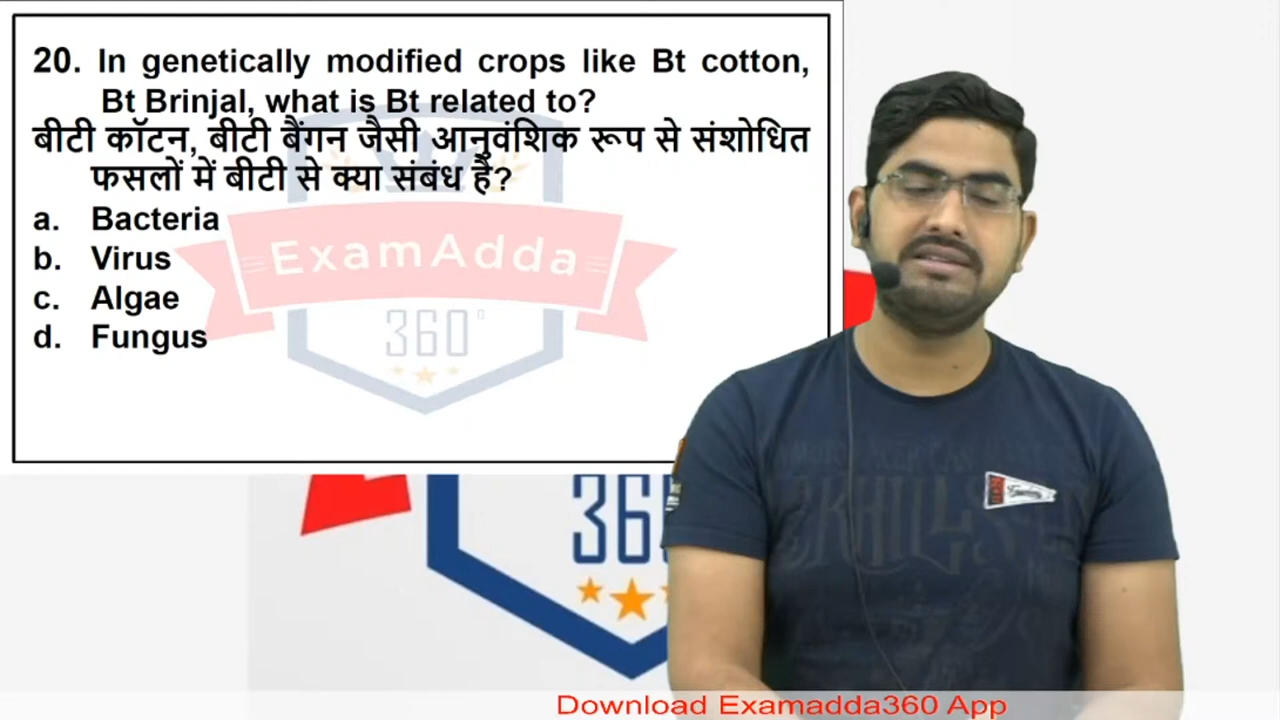 20. In genetically modified crops like Bt cotton,
Bt Brinjal, what is Bt related to?
बीटी कॉटन, बीटी बैंगन जैसी आनुवंशिक रूप से संशोधित
फसलों में बीटी से क्या संबंध है?
a. Bacteria
b. Virus
c. Algae
d. Fungus
ExamAdda
360°
36
Download Examadda360 App